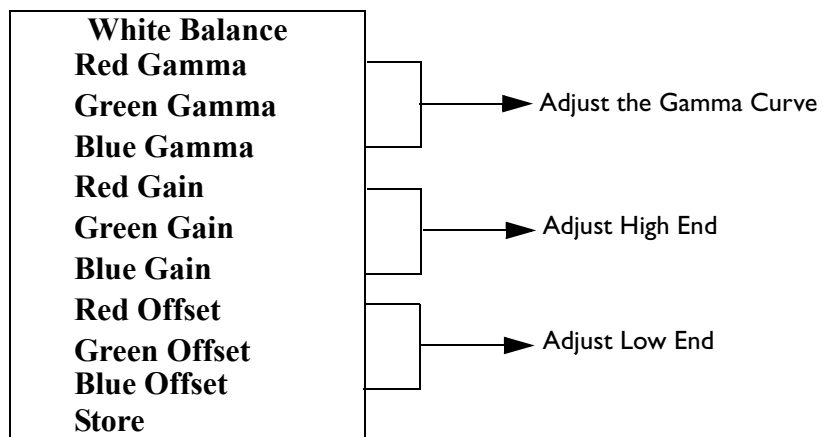 White Balance
Red Gamma
Green Gamma
Blue Gamma
Adjust the Gamma Curve
Red Gain
Green Gain
Blue Gain
Adjust High End
Red Offset
Green Offset
Blue Offset
Adjust Low End
Store